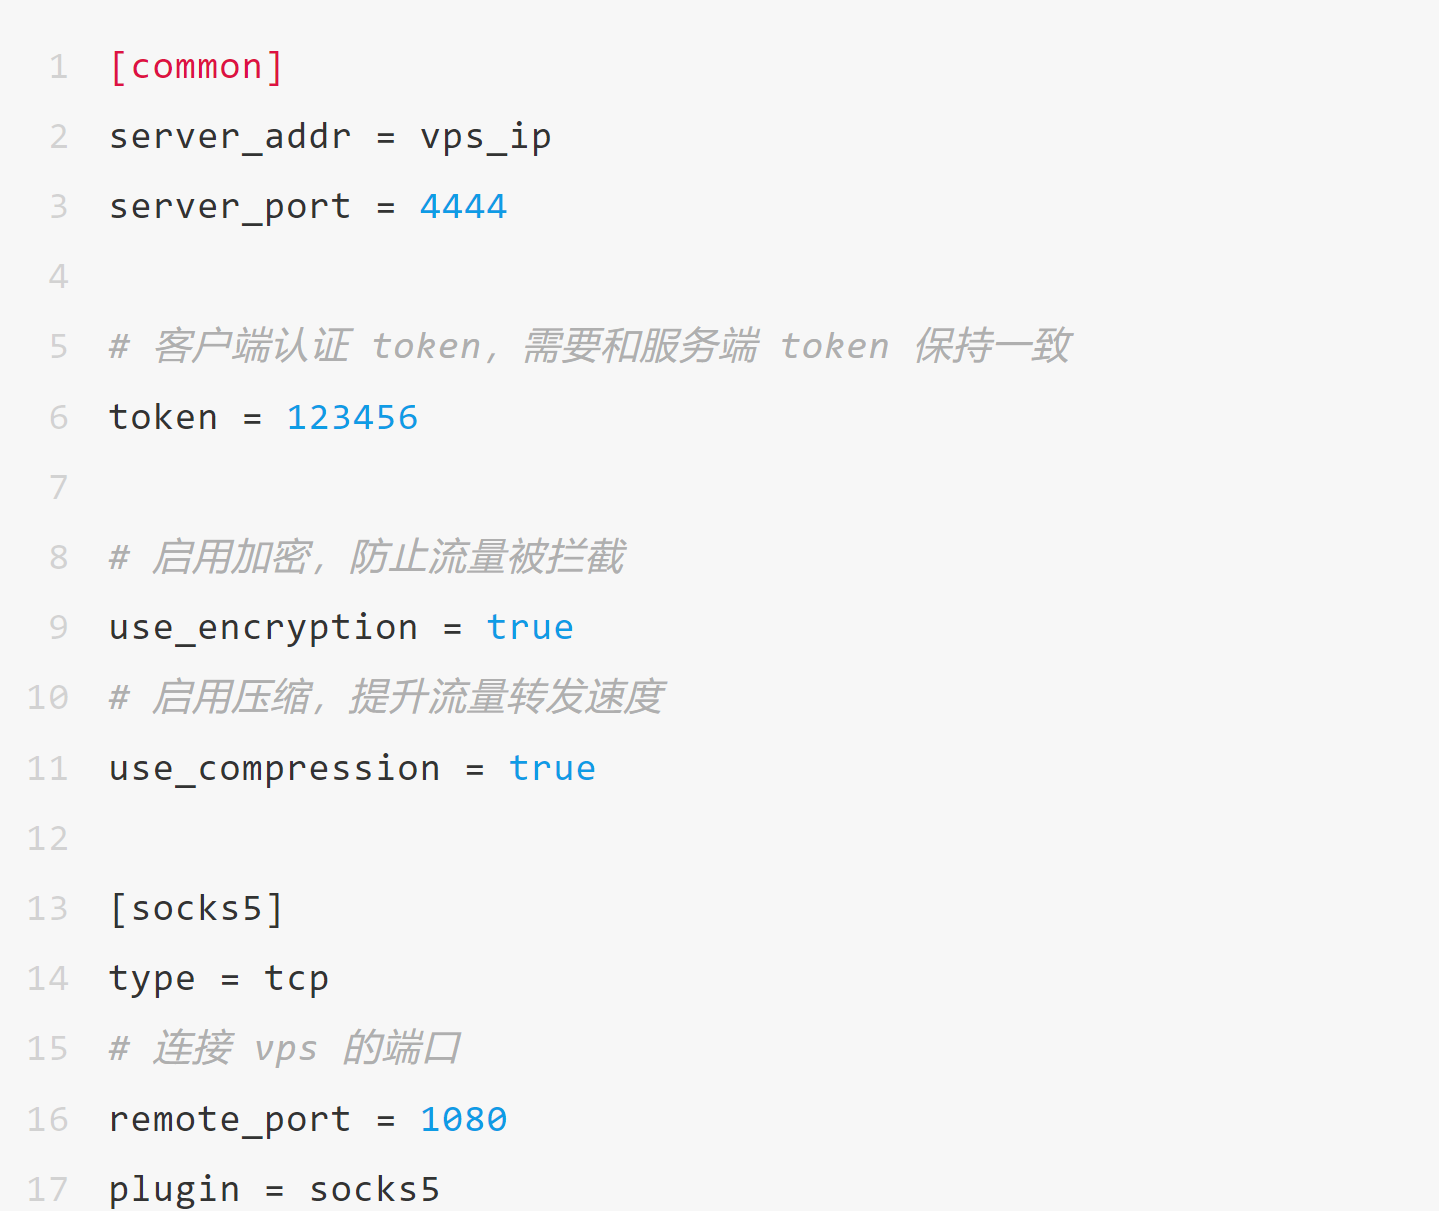 1 [common]
2 server_addr = vps_ip
3 server_port = 4444
4
5 # 客户端认证 token, 需要和服务端 token 保持一致
6 token = 123456
7
8 # 启用加密, 防止流量被拦截
9 use_encryption = true
10 # 启用压缩, 提升流量转发速度
11 use_compression = true
12
13 [socks5]
14 type = tcp
15 # 连接 vps 的端口
16 remote_port = 1080
17 plugin = socks5